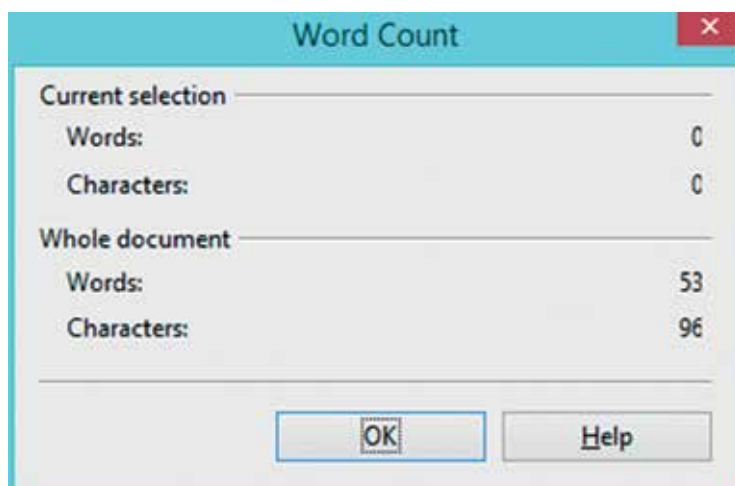 Word Count
Current selection
Words: 0
Characters: 0
Whole document
Words: 53
Characters: 96
OK Help